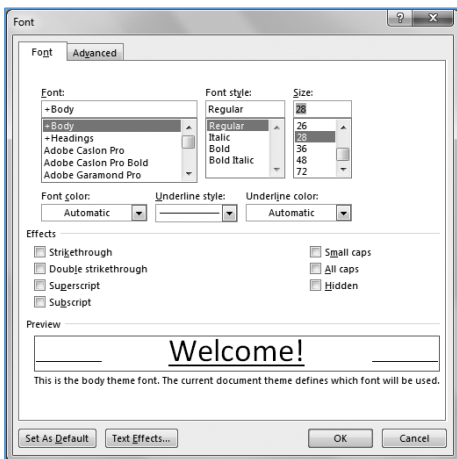 Font
? X
Font Advanced
Font: Font style: Size:
+Body Regular 28
+Body Regular 26
+Headings Italic 28
Adobe Caslon Pro Bold 36
Adobe Caslon Pro Bold Bold Italic 48
Adobe Garamond Pro 72
Font color: Underline style: Underline color:
Automatic Automatic
Effects
Strikethrough Small caps
Double strikethrough All caps
Superscript Hidden
Subscript
Preview
Welcome!
This is the body theme font. The current document theme defines which font will be used.
Set As Default Text Effects... OK Cancel